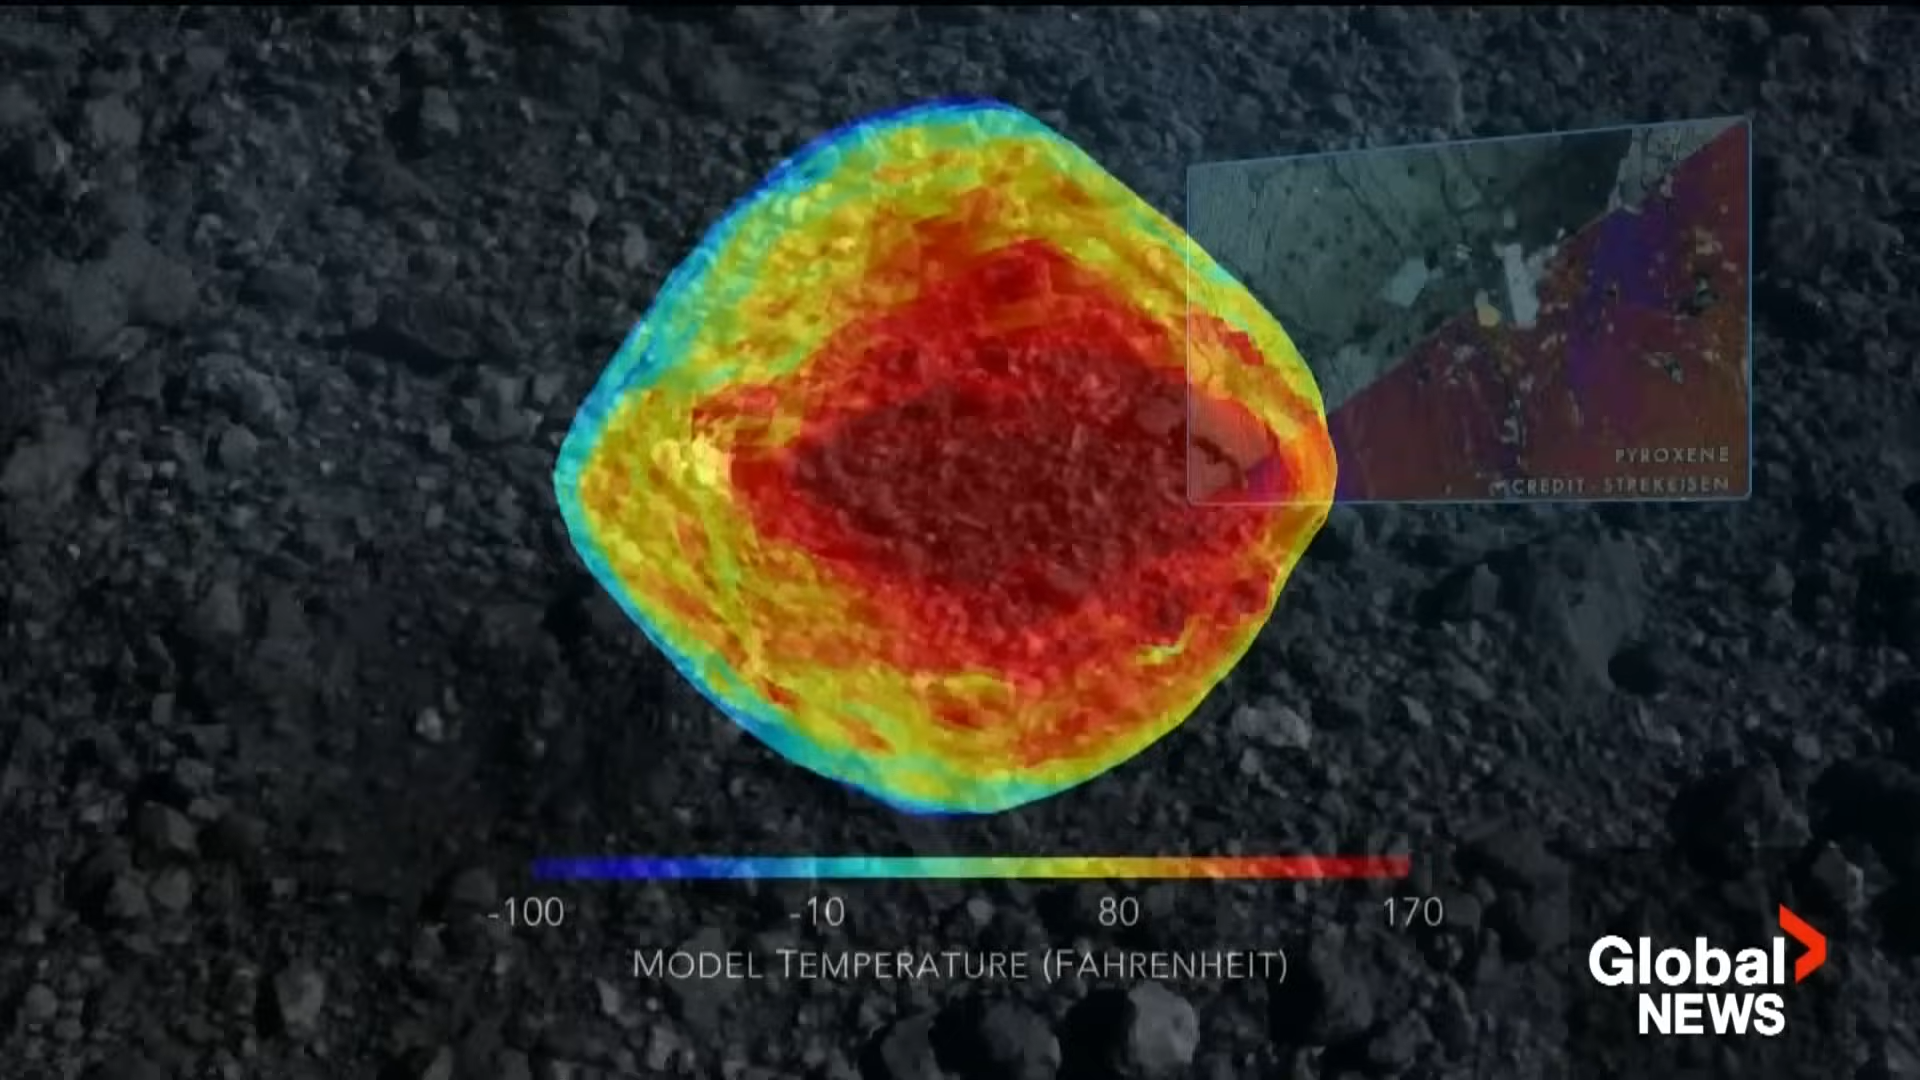 PYROXENE
CREDIT - STREKEISEN
-100 -10 80 170
MODEL TEMPERATURE (FAHRENHEIT)
Global
NEWS